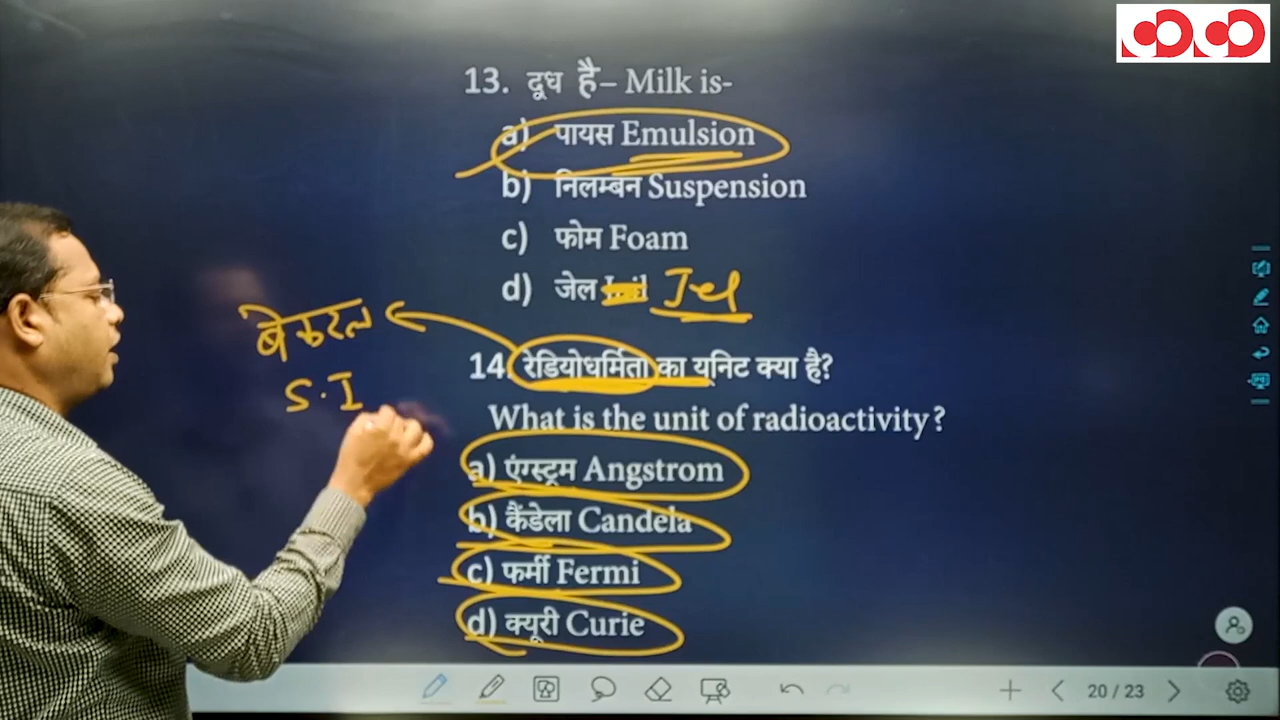 13. दूध है– Milk is-
a) पायस Emulsion
b) निलम्बन Suspension
c) फोम Foam
d) जेल Jel
बेकरल
S.I
14. रेडियोधर्मिता का यूनिट क्या है?
What is the unit of radioactivity?
a) एंग्स्ट्रम Angstrom
b) कैंडेला Candela
c) फर्मी Fermi
d) क्यूरी Curie
20 / 23